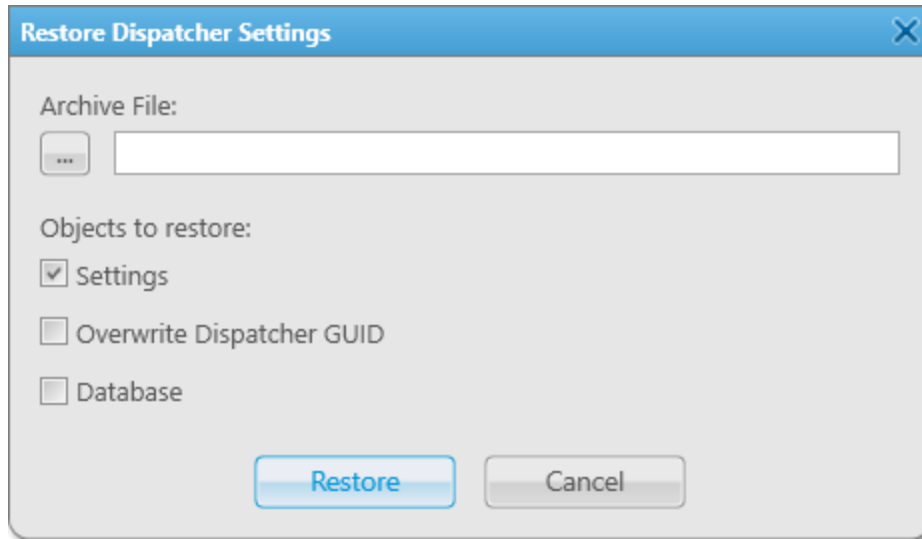 Restore Dispatcher Settings
Archive File:
...
Objects to restore:
Settings
Overwrite Dispatcher GUID
Database
Restore Cancel